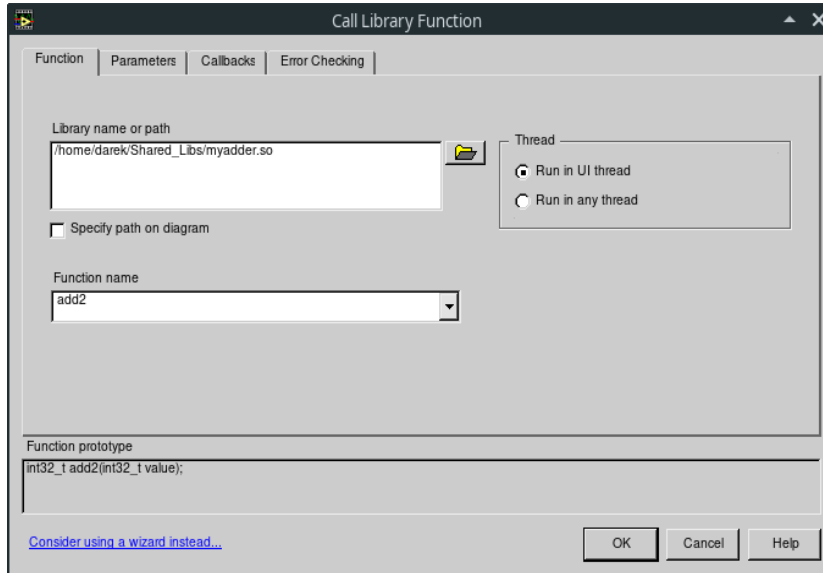 Call Library Function
Function Parameters Callbacks Error Checking
Library name or path
/home/darek/Shared_Libs/myadder.so
Thread
Run in UI thread
Run in any thread
Specify path on diagram
Function name
add2
Function prototype
int32_t add2(int32_t value);
Consider using a wizard instead...
OK Cancel Help